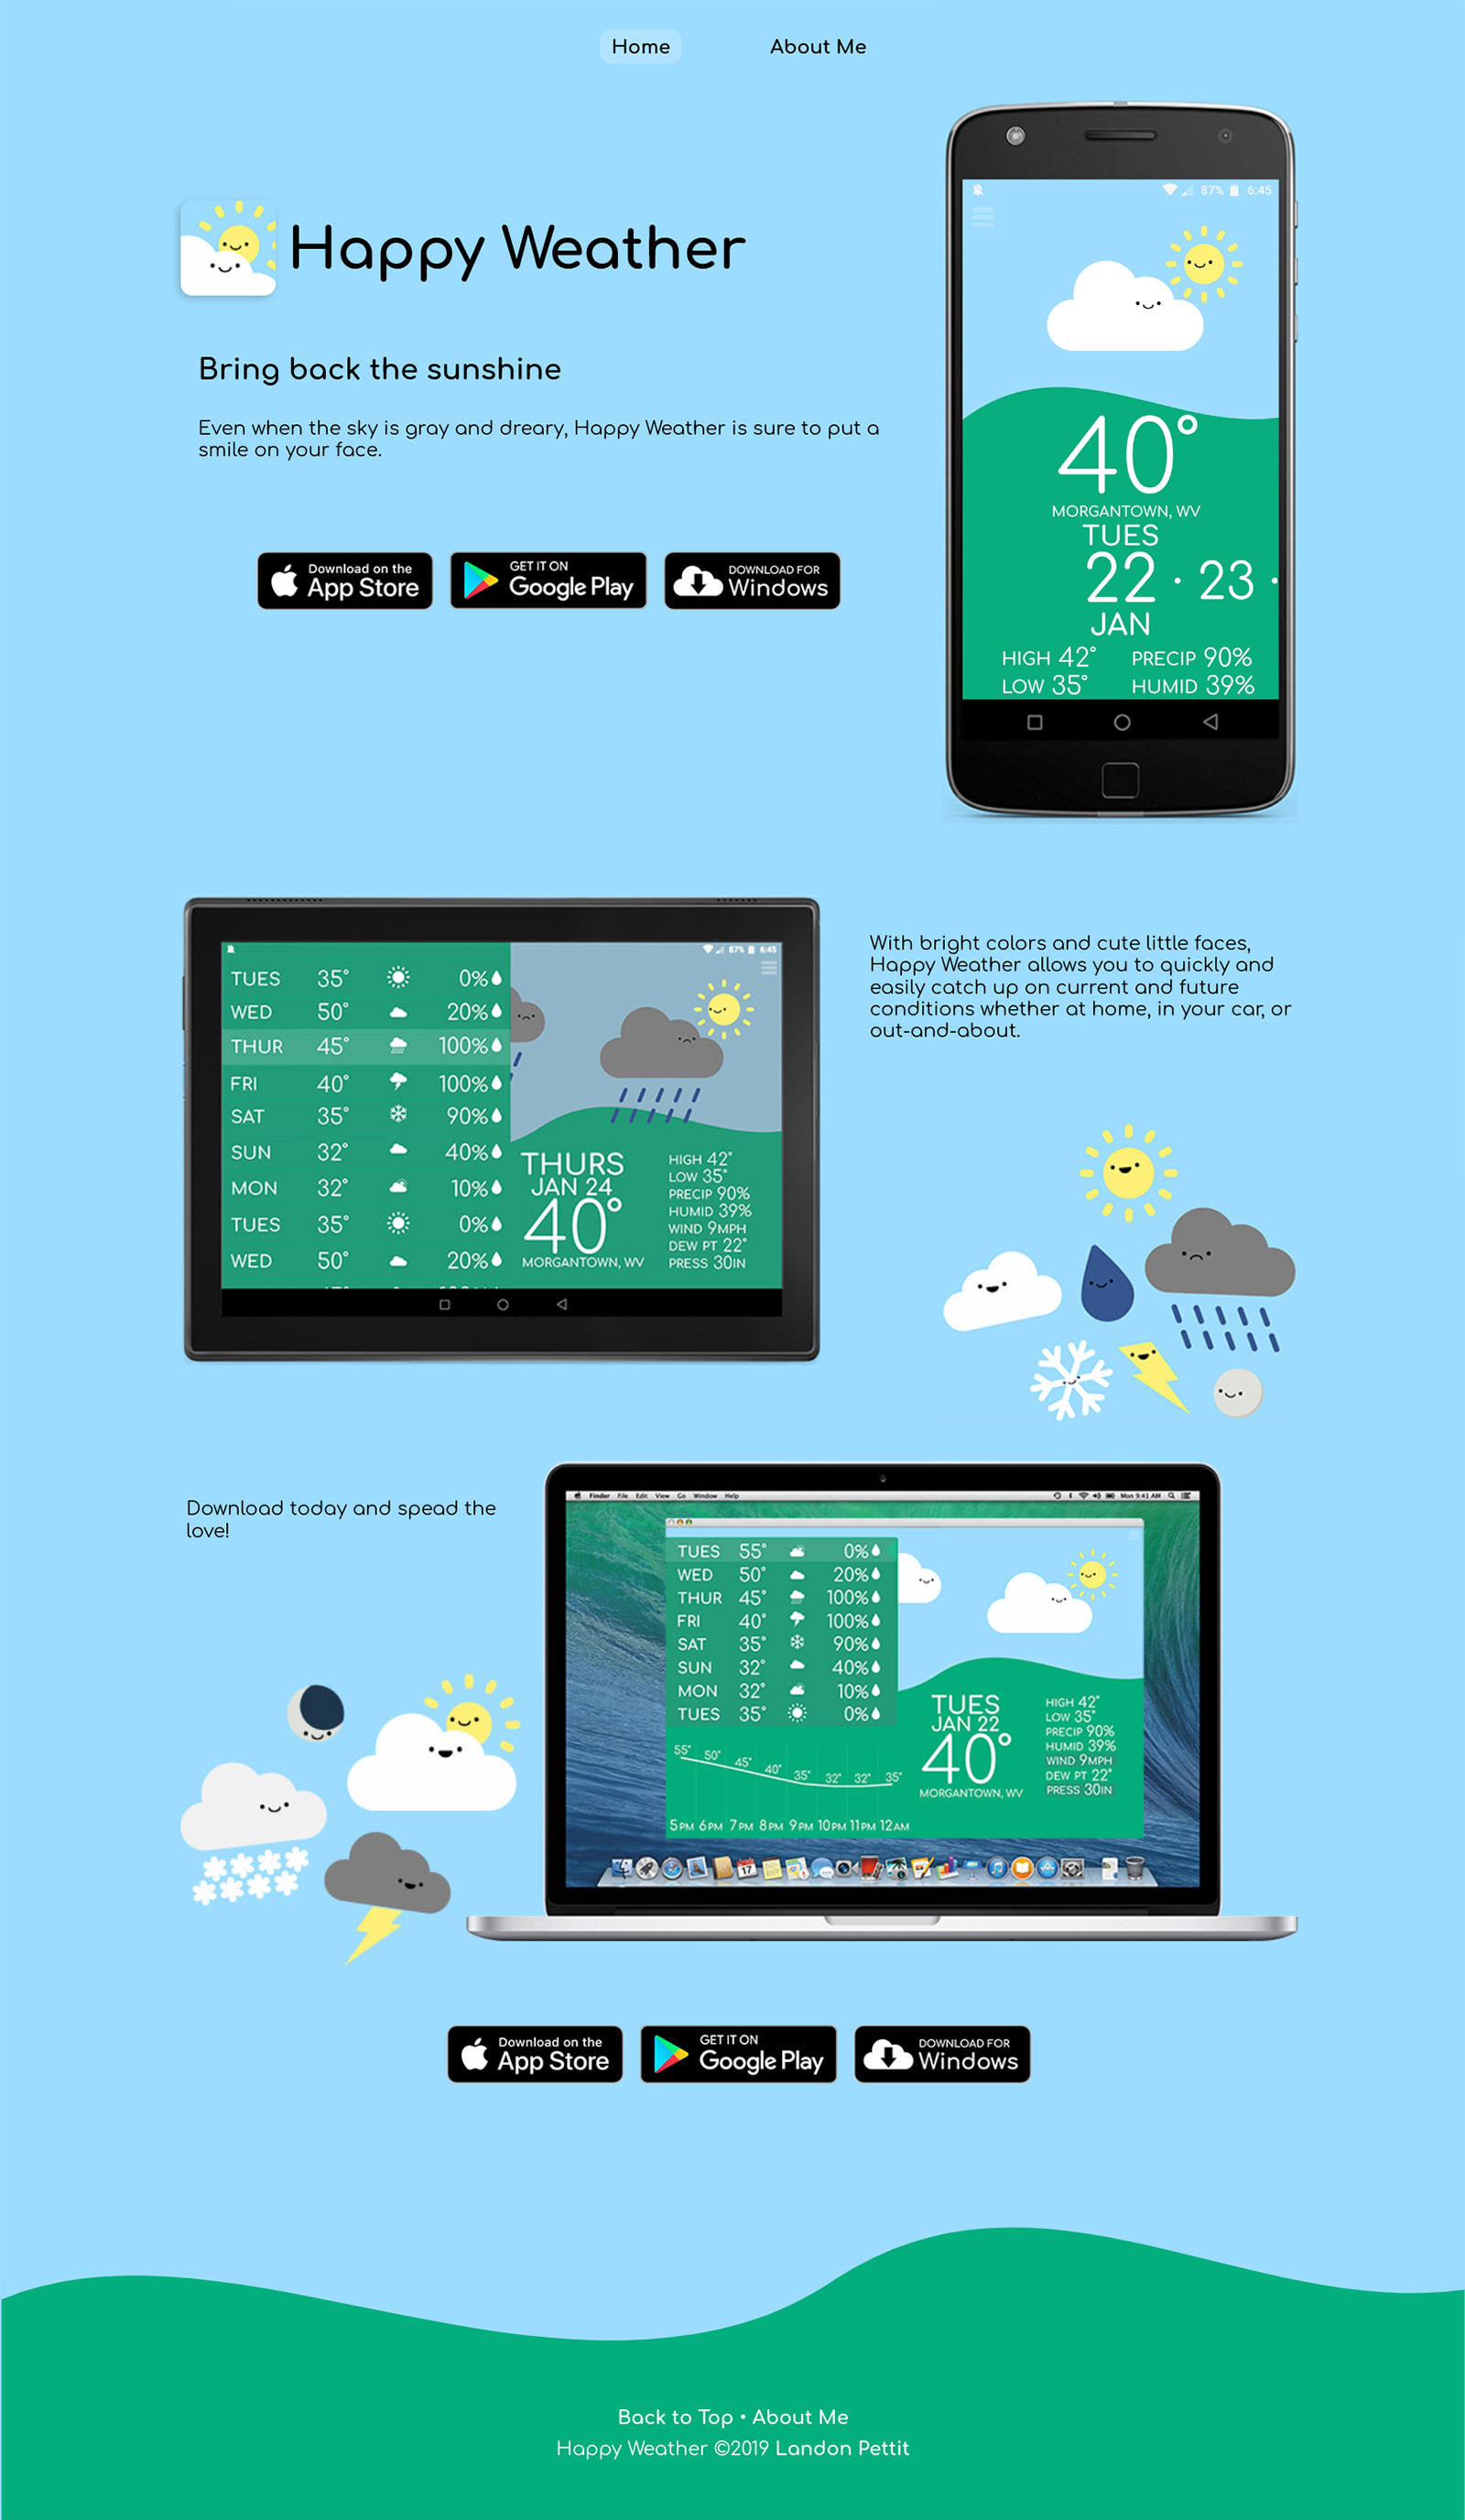 Home
About Me
87% 6:45
Happy Weather
Bring back the sunshine
Even when the sky is gray and dreary, Happy Weather is sure to put a
smile on your face.
Download on the
App Store
GET IT ON
Google Play
DOWNLOAD FOR
Windows
40°
MORGANTOWN, WV
TUES
22 · 23 ·
JAN
HIGH 42° PRECIP 90%
LOW 35° HUMID 39%
87% 6:45
TUES 35° 0%
WED 50° 20%
THUR 45° 100%
FRI 40° 100%
SAT 35° 90%
SUN 32° 40%
MON 32° 10%
TUES 35° 0%
WED 50° 20%
THURS
JAN 24
40°
MORGANTOWN, WV
HIGH 42°
LOW 35°
PRECIP 90%
HUMID 39%
WIND 9MPH
DEW PT 22°
PRESS 30IN
With bright colors and cute little faces,
Happy Weather allows you to quickly and
easily catch up on current and future
conditions whether at home, in your car, or
out-and-about.
Download today and spead the
love!
Finder File Edit View Go Window Help
Mon 9:41 AM
TUES 55° 0%
WED 50° 20%
THUR 45° 100%
FRI 40° 100%
SAT 35° 90%
SUN 32° 40%
MON 32° 10%
TUES 35° 0%
55° 50° 45° 40° 35° 32° 32° 35°
5PM 6PM 7PM 8PM 9PM 10PM 11PM 12AM
TUES
JAN 22
40°
MORGANTOWN, WV
HIGH 42°
LOW 35°
PRECIP 90%
HUMID 39%
WIND 9MPH
DEW PT 22°
PRESS 30IN
17
Download on the
App Store
GET IT ON
Google Play
DOWNLOAD FOR
Windows
Back to Top • About Me
Happy Weather ©2019 Landon Pettit